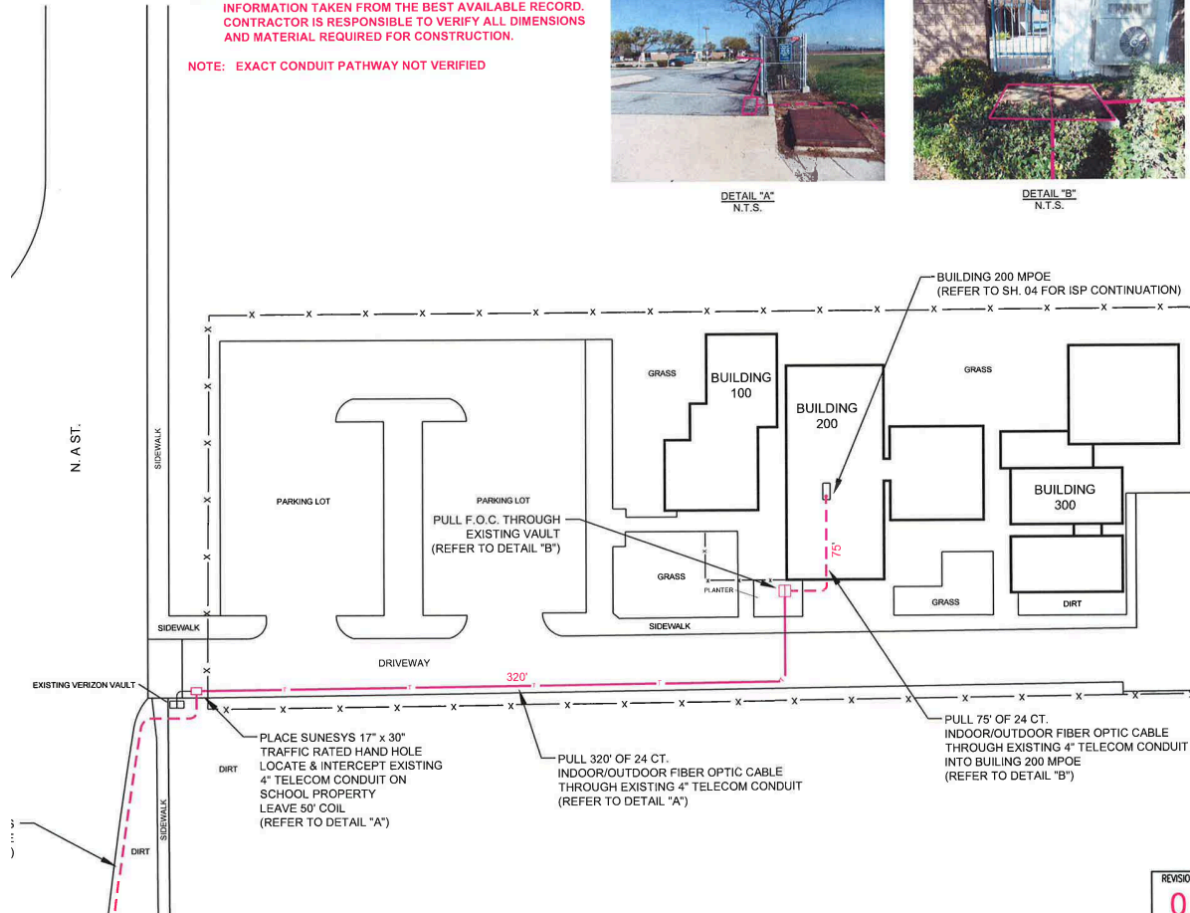 INFORMATION TAKEN FROM THE BEST AVAILABLE RECORD.
CONTRACTOR IS RESPONSIBLE TO VERIFY ALL DIMENSIONS
AND MATERIAL REQUIRED FOR CONSTRUCTION.
NOTE: EXACT CONDUIT PATHWAY NOT VERIFIED
DETAIL "A"
N.T.S.
DETAIL "B"
N.T.S.
BUILDING 200 MPOE
(REFER TO SH. 04 FOR ISP CONTINUATION)
GRASS
BUILDING
100
BUILDING
200
GRASS
N. A ST.
SIDEWALK
PARKING LOT
PARKING LOT
PULL F.O.C. THROUGH
EXISTING VAULT
(REFER TO DETAIL "B")
BUILDING
300
75'
GRASS
PLANTER
GRASS
DIRT
SIDEWALK
SIDEWALK
DRIVEWAY
320'
EXISTING VERIZON VAULT
PLACE SUNESYS 17" x 30"
TRAFFIC RATED HAND HOLE
LOCATE & INTERCEPT EXISTING
4" TELECOM CONDUIT ON
SCHOOL PROPERTY
LEAVE 50' COIL
(REFER TO DETAIL "A")
DIRT
PULL 320' OF 24 CT.
INDOOR/OUTDOOR FIBER OPTIC CABLE
THROUGH EXISTING 4" TELECOM CONDUIT
(REFER TO DETAIL "A")
PULL 75' OF 24 CT.
INDOOR/OUTDOOR FIBER OPTIC CABLE
THROUGH EXISTING 4" TELECOM CONDUIT
INTO BUILING 200 MPOE
(REFER TO DETAIL "B")
SIDEWALK
DIRT
REVISIO
0